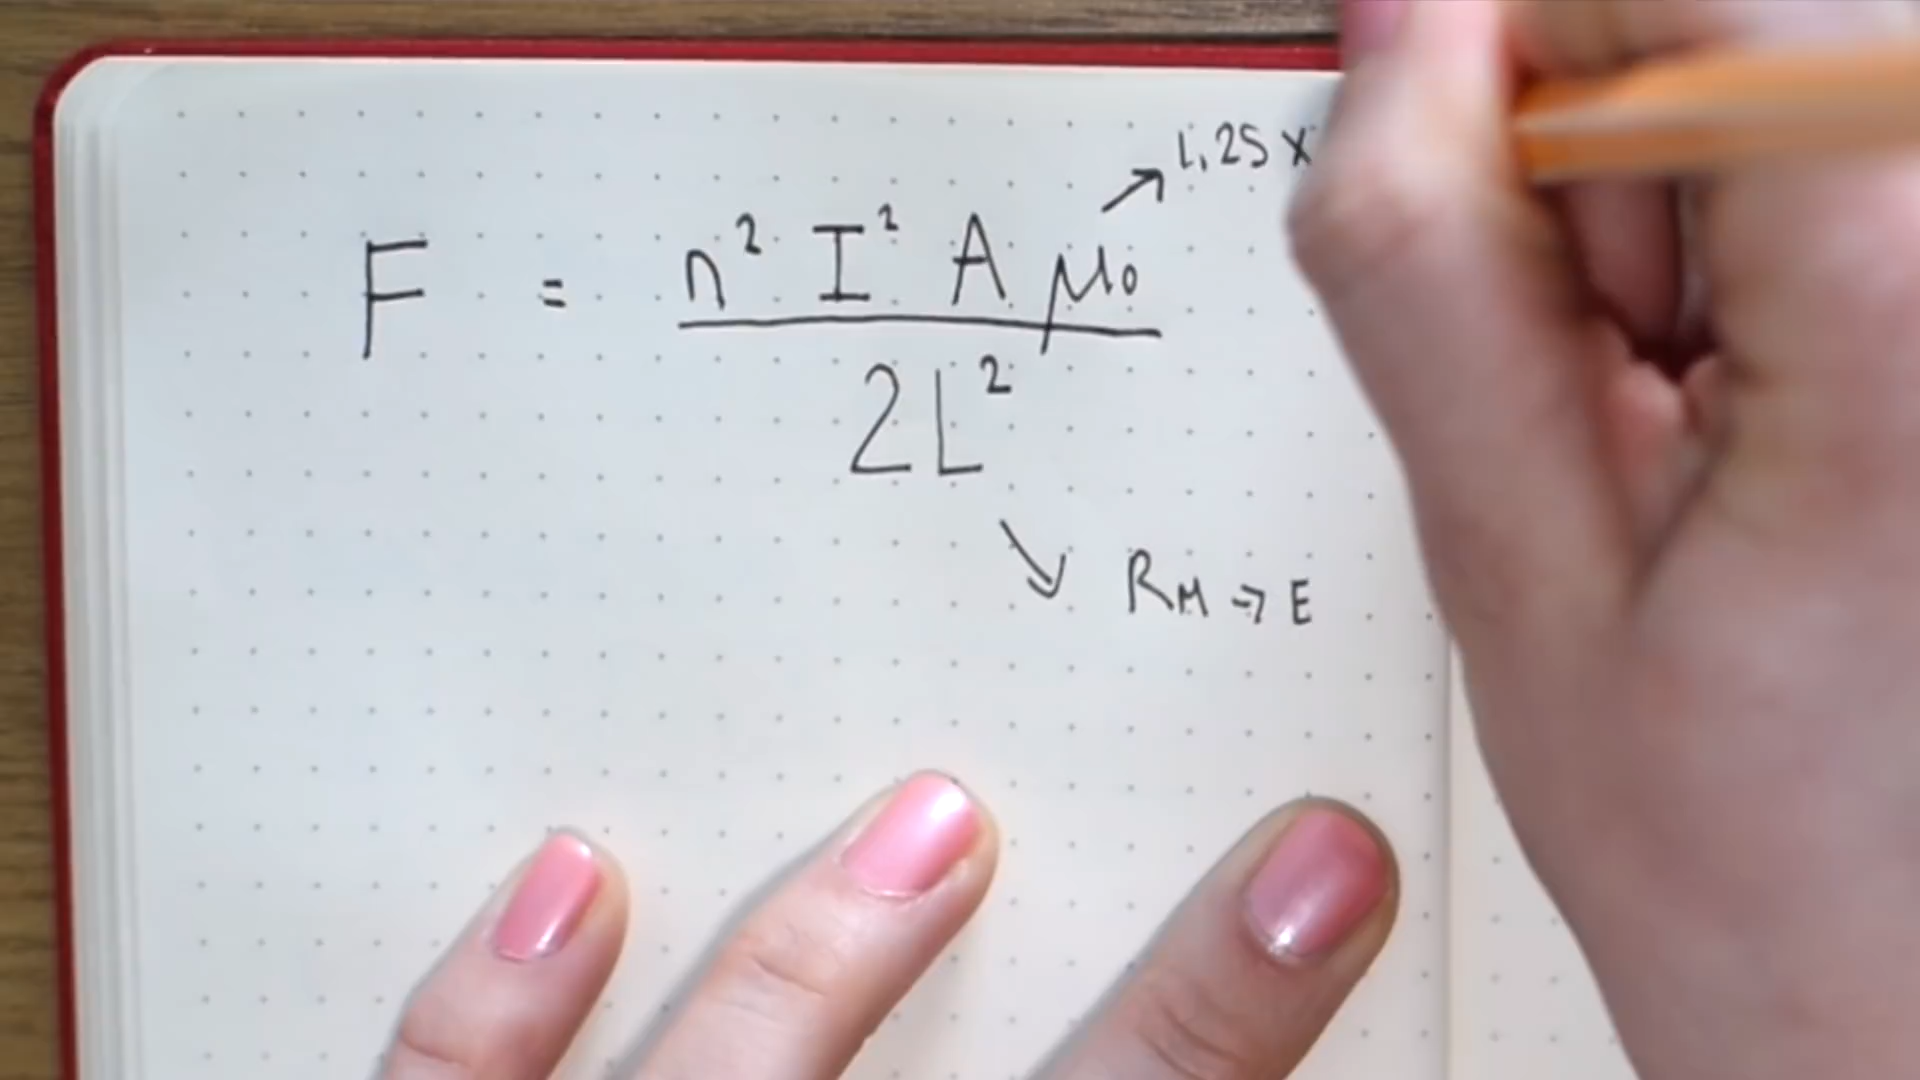 1,25 x
F = n² I² A μ₀
2L²
R_M → E